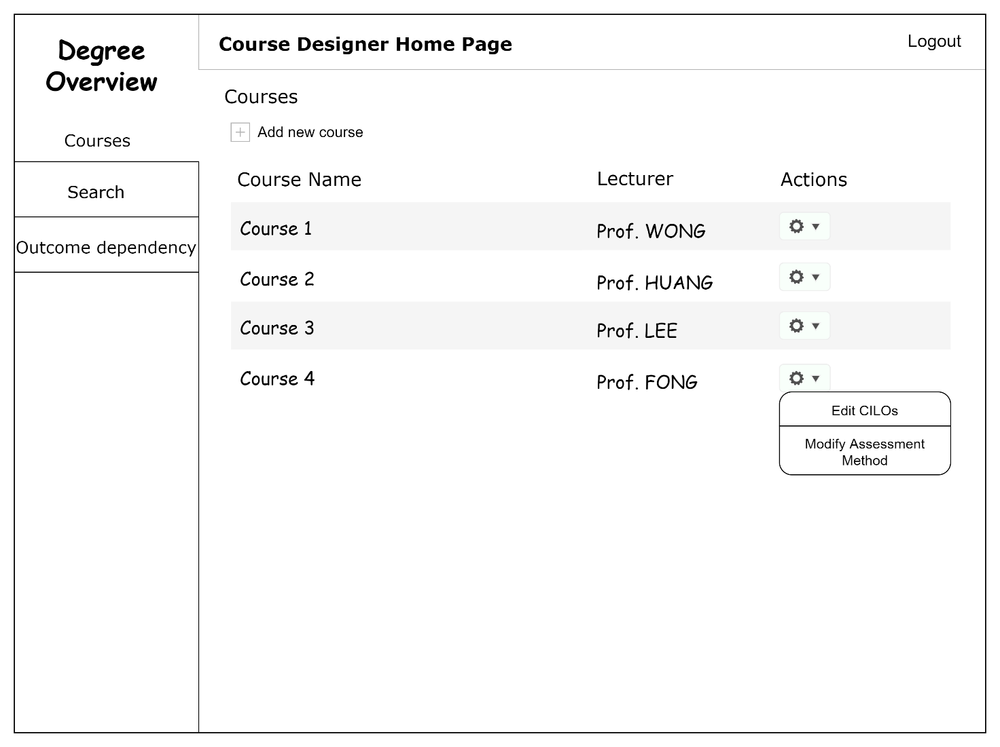 Degree
Overview
Courses
Search
Outcome dependency
Course Designer Home Page
Logout
Courses
Add new course
Course Name Lecturer Actions
Course 1 Prof. WONG
Course 2 Prof. HUANG
Course 3 Prof. LEE
Course 4 Prof. FONG
Edit CILOs
Modify Assessment
Method